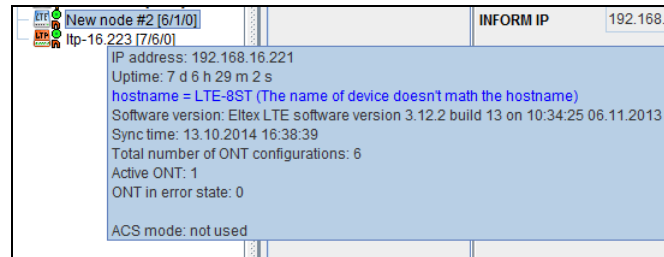 LTE New node #2 [6/1/0]
INFORM IP 192.168.
LTP ltp-16.223 [7/6/0]
IP address: 192.168.16.221
Uptime: 7 d 6 h 29 m 2 s
hostname = LTE-8ST (The name of device doesn't math the hostname)
Software version: Eltex LTE software version 3.12.2 build 13 on 10:34:25 06.11.2013
Sync time: 13.10.2014 16:38:39
Total number of ONT configurations: 6
Active ONT: 1
ONT in error state: 0
ACS mode: not used